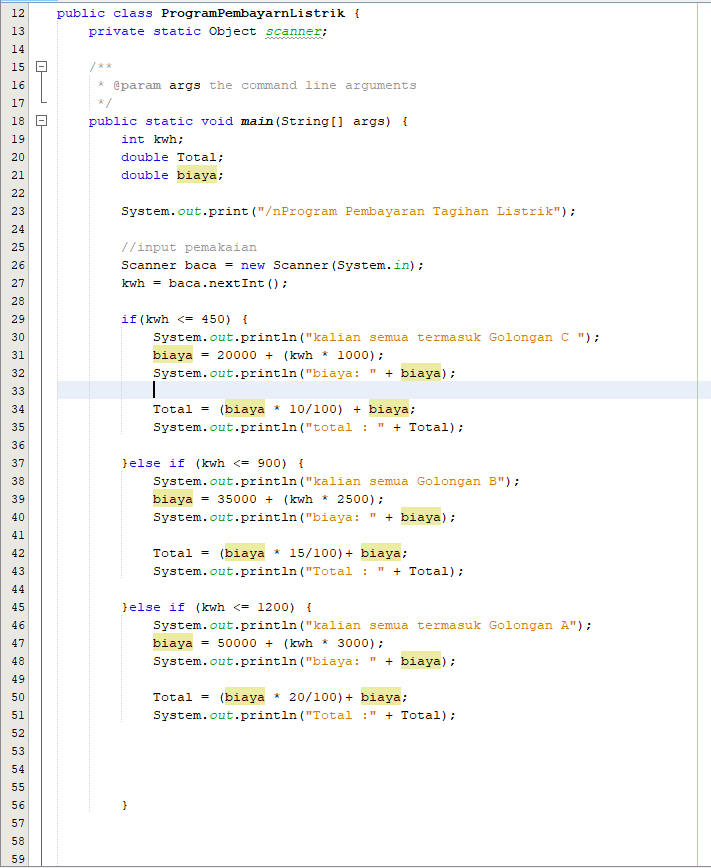 12 public class ProgramPembayarnListrik {
13 private static Object scanner;
14
15 /**
16 * @param args the command line arguments
17 */
18 public static void main(String[] args) {
19 int kwh;
20 double Total;
21 double biaya;
22
23 System.out.print("/nProgram Pembayaran Tagihan Listrik");
24
25 //input pemakaian
26 Scanner baca = new Scanner(System.in);
27 kwh = baca.nextInt();
28
29 if(kwh <= 450) {
30 System.out.println("kalian semua termasuk Golongan C ");
31 biaya = 20000 + (kwh * 1000);
32 System.out.println("biaya: " + biaya);
33
34 Total = (biaya * 10/100) + biaya;
35 System.out.println("total : " + Total);
36
37 }else if (kwh <= 900) {
38 System.out.println("kalian semua Golongan B");
39 biaya = 35000 + (kwh * 2500);
40 System.out.println("biaya: " + biaya);
41
42 Total = (biaya * 15/100)+ biaya;
43 System.out.println("Total : " + Total);
44
45 }else if (kwh <= 1200) {
46 System.out.println("kalian semua termasuk Golongan A");
47 biaya = 50000 + (kwh * 3000);
48 System.out.println("biaya: " + biaya);
49
50 Total = (biaya * 20/100)+ biaya;
51 System.out.println("Total :" + Total);
52
53
54
55
56 }
57
58
59